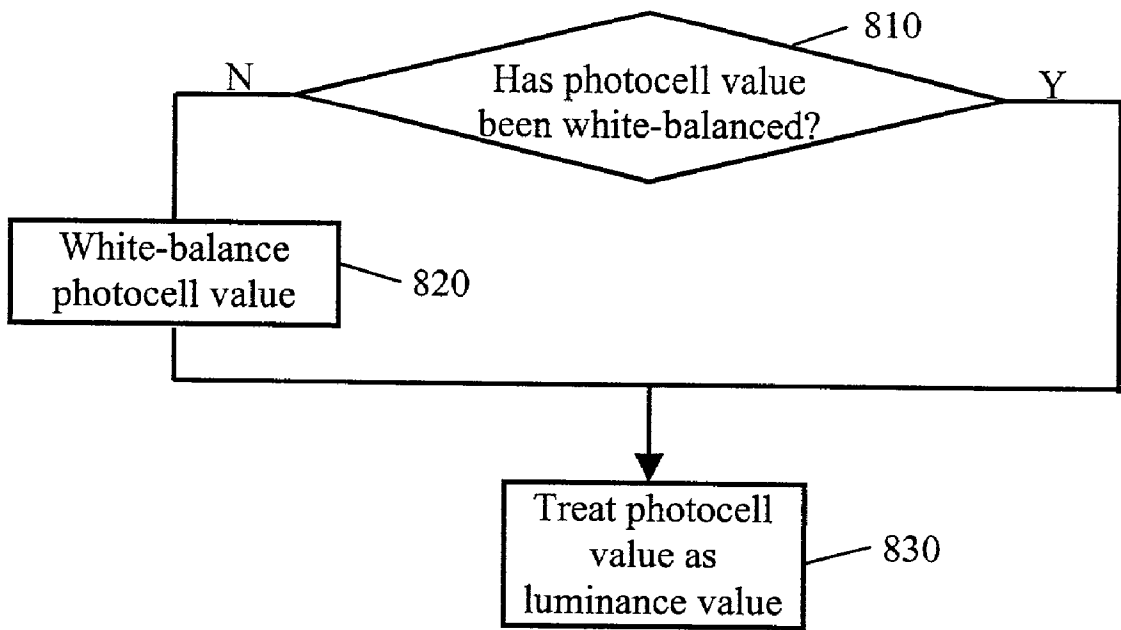 810
Has photocell value
been white-balanced?
N
Y
White-balance
photocell value
820
Treat photocell
value as
luminance value
830